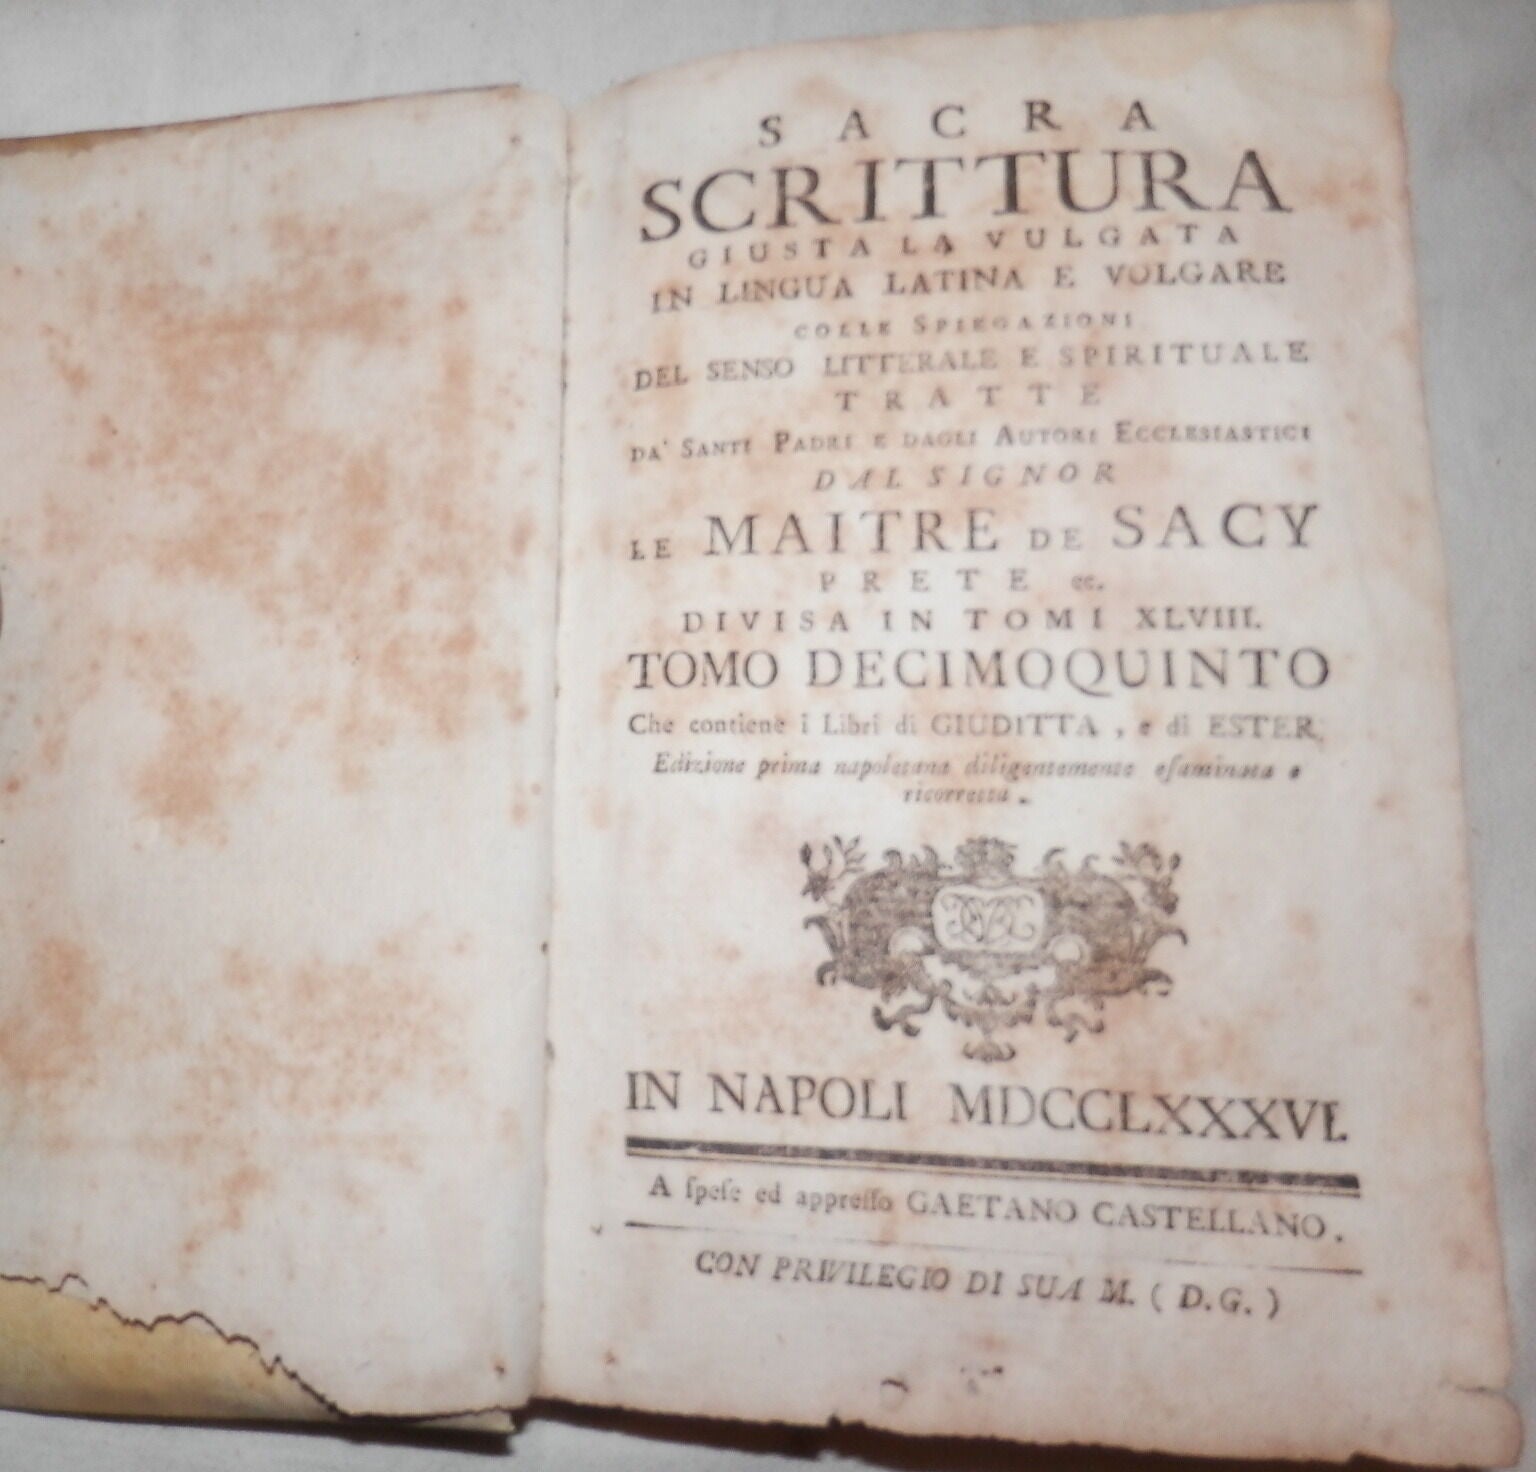 SACRA
SCRITTURA
GIUSTA LA VULGATA
IN LINGUA LATINA E VOLGARE
COLLE SPIEGAZIONI
DEL SENSO LITTERALE E SPIRITUALE
TRATTE
DA' SANTI PADRI E DAGLI AUTORI ECCLESIASTICI
DAL SIGNOR
LE MAITRE DE SACY
PRETE ec.
DIVISA IN TOMI XLVIII.
TOMO DECIMOQUINTO
Che contiene i Libri di GIUDITTA, e di ESTER;
Edizione prima napoletana diligentemente eſaminata e
ricorretta.
IN NAPOLI MDCCLXXXVI.
A ſpeſe ed appreſſo GAETANO CASTELLANO.
CON PRIVILEGIO DI SUA M. (D.G.)